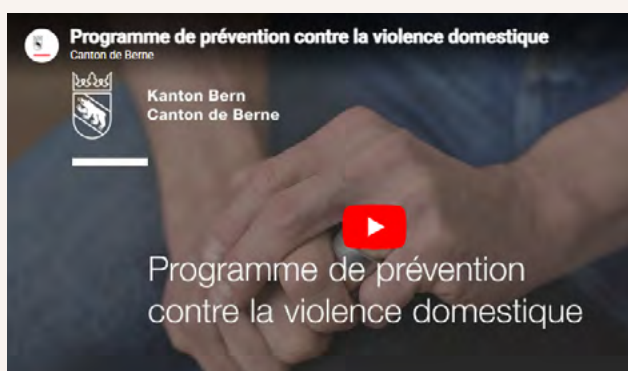 Programme de prévention contre la violence domestique
Canton de Berne
Kanton Bern
Canton de Berne
Programme de prévention
contre la violence domestique